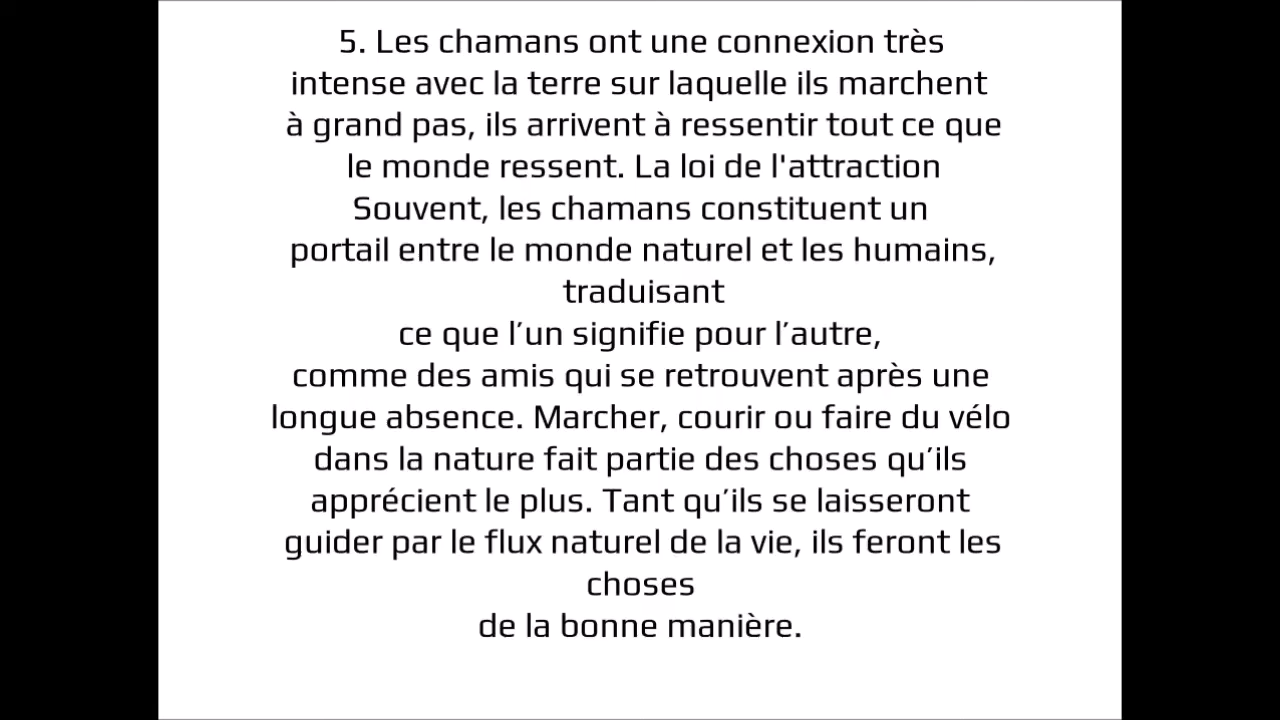 5. Les chamans ont une connexion très
intense avec la terre sur laquelle ils marchent
à grand pas, ils arrivent à ressentir tout ce que
le monde ressent. La loi de l'attraction
Souvent, les chamans constituent un
portail entre le monde naturel et les humains,
traduisant
ce que l’un signifie pour l’autre,
comme des amis qui se retrouvent après une
longue absence. Marcher, courir ou faire du vélo
dans la nature fait partie des choses qu’ils
apprécient le plus. Tant qu’ils se laisseront
guider par le flux naturel de la vie, ils feront les
choses
de la bonne manière.